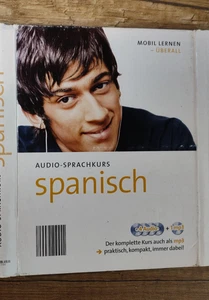 MOBIL LERNEN
- ÜBERALL
AUDIO-SPRACHKURS
spanisch
Der komplette Kurs auch als mp3
→ praktisch, kompakt, immer dabei!
spanisch